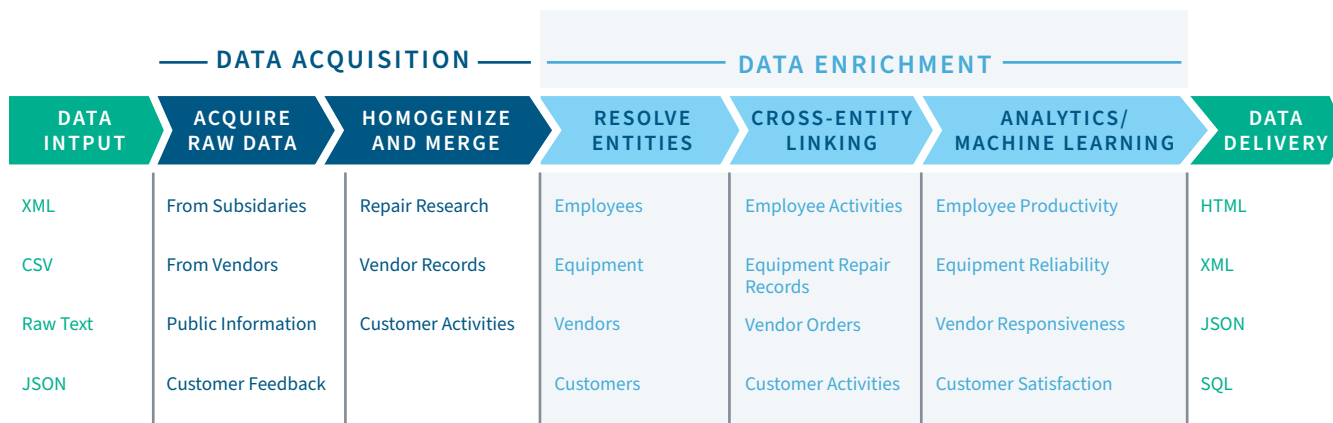 DATA ACQUISITION
DATA ENRICHMENT
DATA
INTPUT
ACQUIRE
RAW DATA
HOMOGENIZE
AND MERGE
RESOLVE
ENTITIES
CROSS-ENTITY
LINKING
ANALYTICS/
MACHINE LEARNING
DATA
DELIVERY
XML
From Subsidaries
Repair Research
Employees
Employee Activities
Employee Productivity
HTML
CSV
From Vendors
Vendor Records
Equipment
Equipment Repair
Records
Equipment Reliability
XML
Raw Text
Public Information
Customer Activities
Vendors
Vendor Orders
Vendor Responsiveness
JSON
JSON
Customer Feedback
Customers
Customer Activities
Customer Satisfaction
SQL